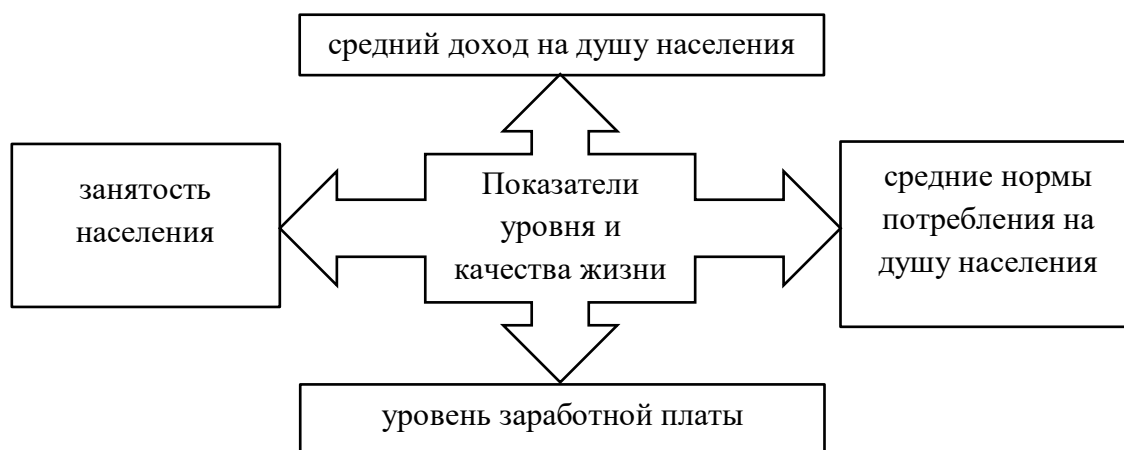 средний доход на душу населения
занятость
населения
Показатели
уровня и
качества жизни
средние нормы
потребления на
душу населения
уровень заработной платы